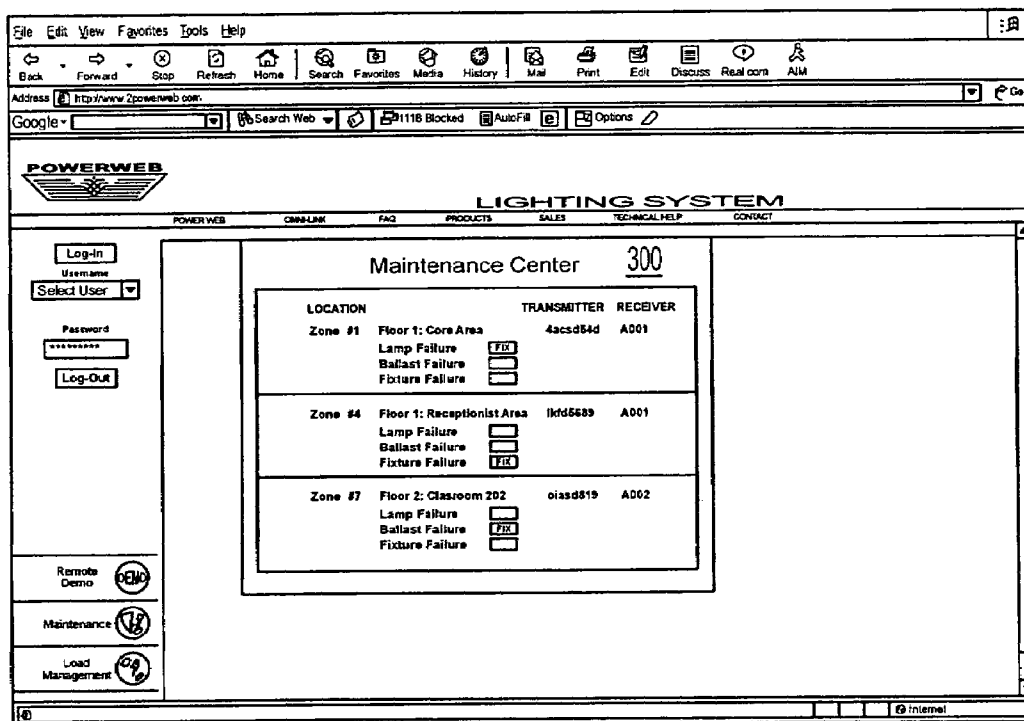 File Edit View Favorites Tools Help
Back Forward Stop Refresh Home Search Favorites Media History Mail Print Edit Discuss Real com AIM
Address http://www 2powerweb com. Go
Google Search Web 1118 Blocked AutoFill Options
POWERWEB
LIGHTING SYSTEM
POWER WEB OMNI-LINK FAQ PRODUCTS SALES TECHNICAL HELP CONTACT
Log-In
Username
Select User
Password
*********
Log-Out
Maintenance Center 300
LOCATION TRANSMITTER RECEIVER
Zone #1 Floor 1: Core Area 4acsd54d A001
Lamp Failure FIX
Ballast Failure
Fixture Failure
Zone #4 Floor 1: Receptionist Area lkfd5689 A001
Lamp Failure
Ballast Failure
Fixture Failure FIX
Zone #7 Floor 2: Clasroom 202 oiasd819 A002
Lamp Failure
Ballast Failure FIX
Fixture Failure
Remote
Demo DEMO
Maintenance
Load
Management
Internet